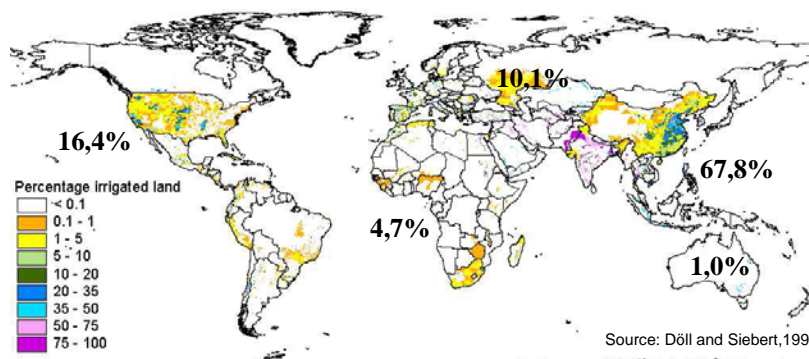 10,1%
16,4%
67,8%
4,7%
1,0%
Percentage irrigated land
< 0.1
0.1 - 1
1 - 5
5 - 10
10 - 20
20 - 35
35 - 50
50 - 75
75 - 100
Source: Döll and Siebert,199